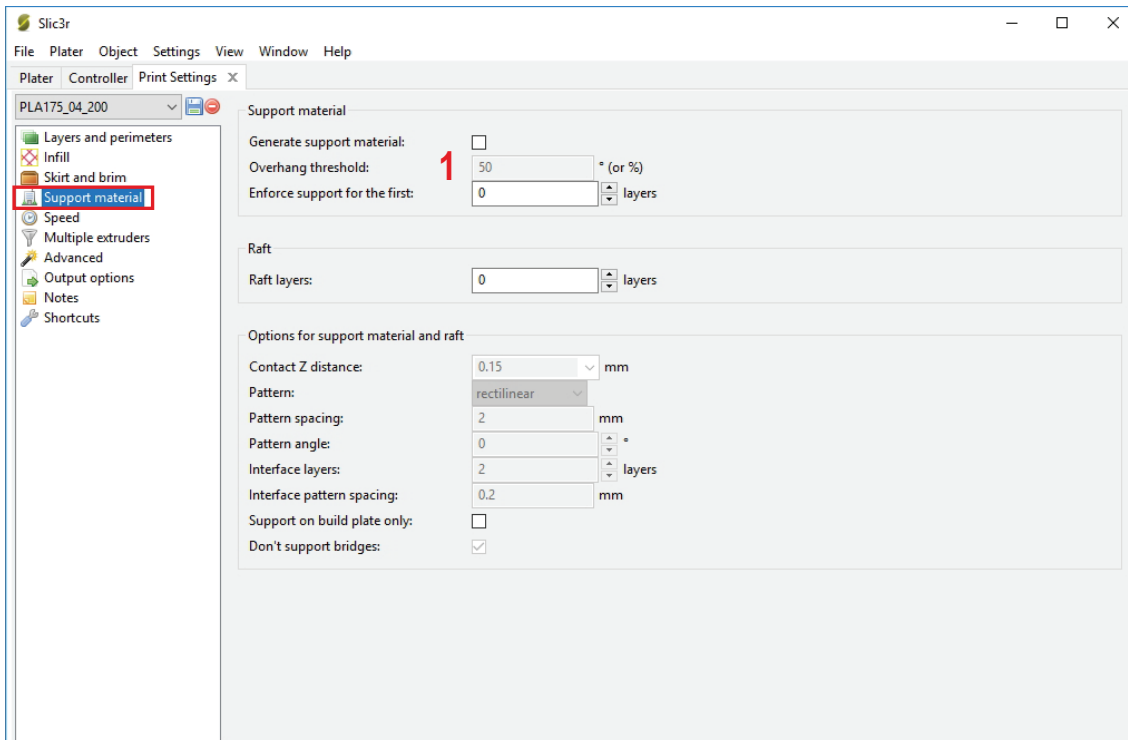 Slic3r
File Plater Object Settings View Window Help
Plater Controller Print Settings X
PLA175_04_200
Layers and perimeters
Infill
Skirt and brim
Support material
Speed
Multiple extruders
Advanced
Output options
Notes
Shortcuts
Support material
Generate support material:
Overhang threshold: 1 50 ° (or %)
Enforce support for the first: 0 layers
Raft
Raft layers: 0 layers
Options for support material and raft
Contact Z distance: 0.15 mm
Pattern: rectilinear
Pattern spacing: 2 mm
Pattern angle: 0 °
Interface layers: 2 layers
Interface pattern spacing: 0.2 mm
Support on build plate only:
Don't support bridges: